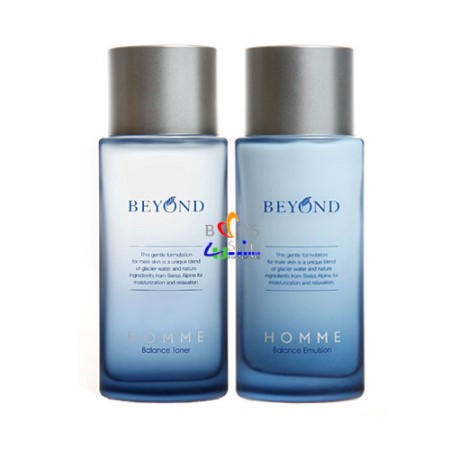 BEYOND
This gentle formulation
for male skin is a unique blend
of glacier water and nature
ingredients from Swiss Alpine for
moisturization and relaxation.
HOMME
Balance Toner
BEYOND
This gentle formulation
for male skin is a unique blend
of glacier water and nature
ingredients from Swiss Alpine for
moisturization and relaxation.
HOMME
Balance Emulsion